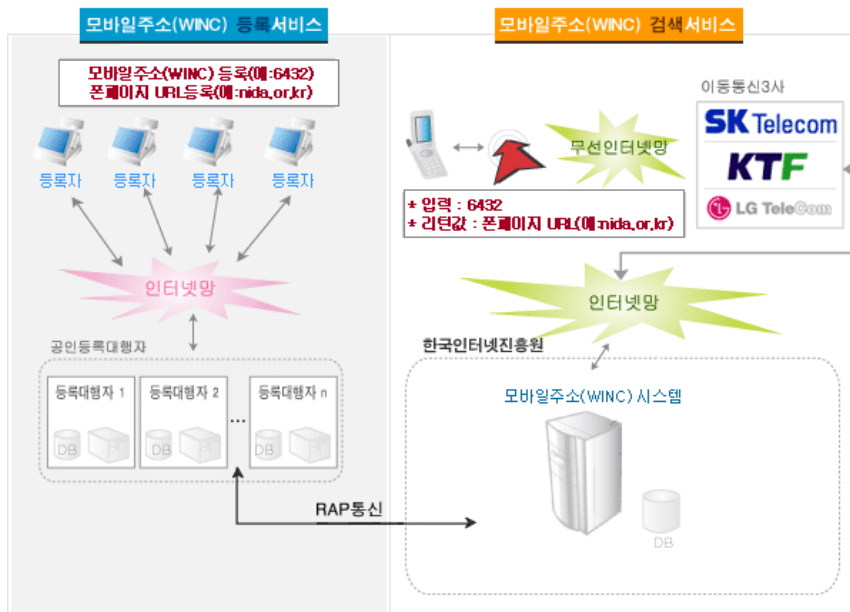 모바일주소(WINC) 등록서비스
모바일주소(WINC) 등록(예:6432)
폰페이지 URL등록(예:nida.or.kr)
등록자
등록자
등록자
등록자
인터넷망
공인등록대행자
등록대행자 1
등록대행자 2
...
등록대행자 n
DB
DB
DB
RAP통신
모바일주소(WINC) 검색서비스
이동통신3사
무선인터넷망
SK Telecom
KTF
LG TeleCom
* 입력 : 6432
* 리턴값 : 폰페이지 URL(예:nida.or.kr)
인터넷망
한국인터넷진흥원
모바일주소(WINC) 시스템
DB